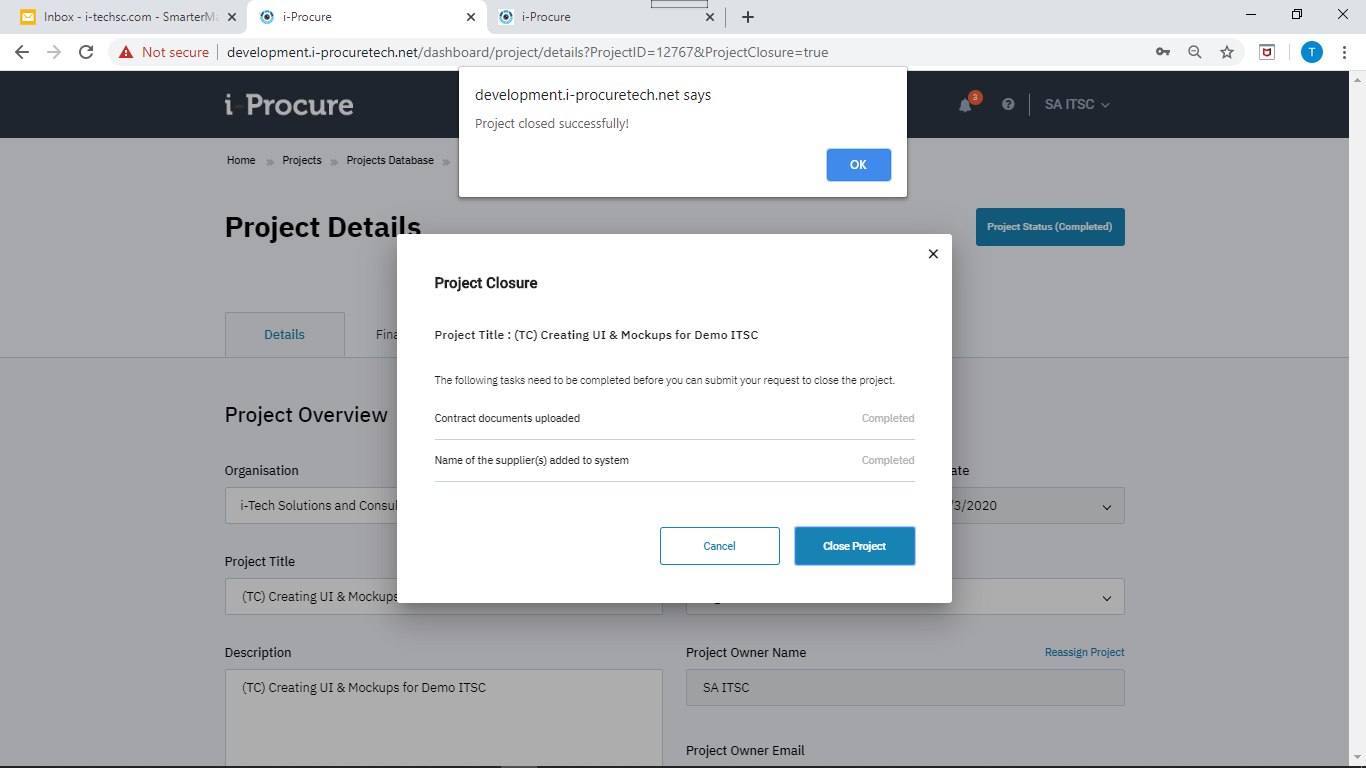 Inbox - i-techsc.com - SmarterMa
i-Procure
i-Procure
Not secure
development.i-procuretech.net/dashboard/project/details?ProjectID=12767&ProjectClosure=true
T
development.i-procuretech.net says
Project closed successfully!
OK
i-Procure
3
SA ITSC
Home
Projects
Projects Database
Project Details
Project Status (Completed)
Project Closure
Project Title : (TC) Creating UI & Mockups for Demo ITSC
The following tasks need to be completed before you can submit your request to close the project.
Contract documents uploaded
Completed
Name of the supplier(s) added to system
Completed
Cancel
Close Project
Details
Fina
Project Overview
Organisation
ate
i-Tech Solutions and Consul
/3/2020
Project Title
(TC) Creating UI & Mockups
Description
Project Owner Name
Reassign Project
(TC) Creating UI & Mockups for Demo ITSC
SA ITSC
Project Owner Email